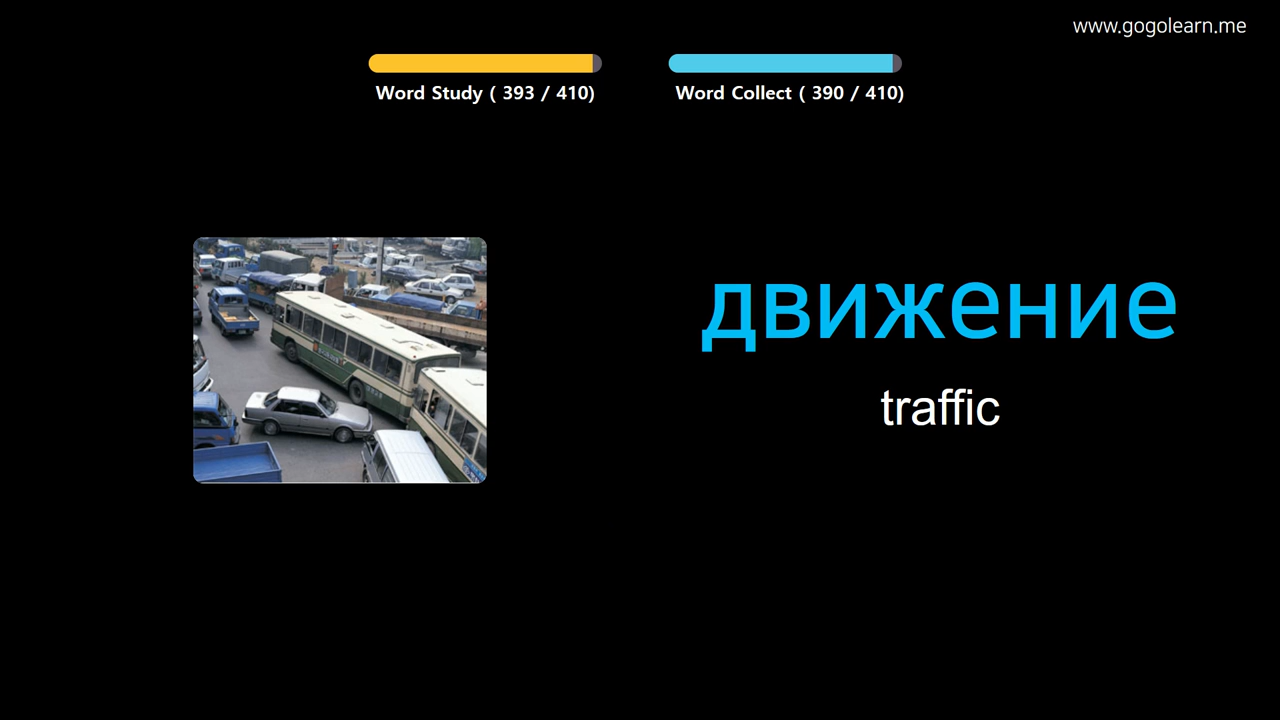 www.gogolearn.me
Word Study ( 393 / 410)
Word Collect ( 390 / 410)
движение
traffic